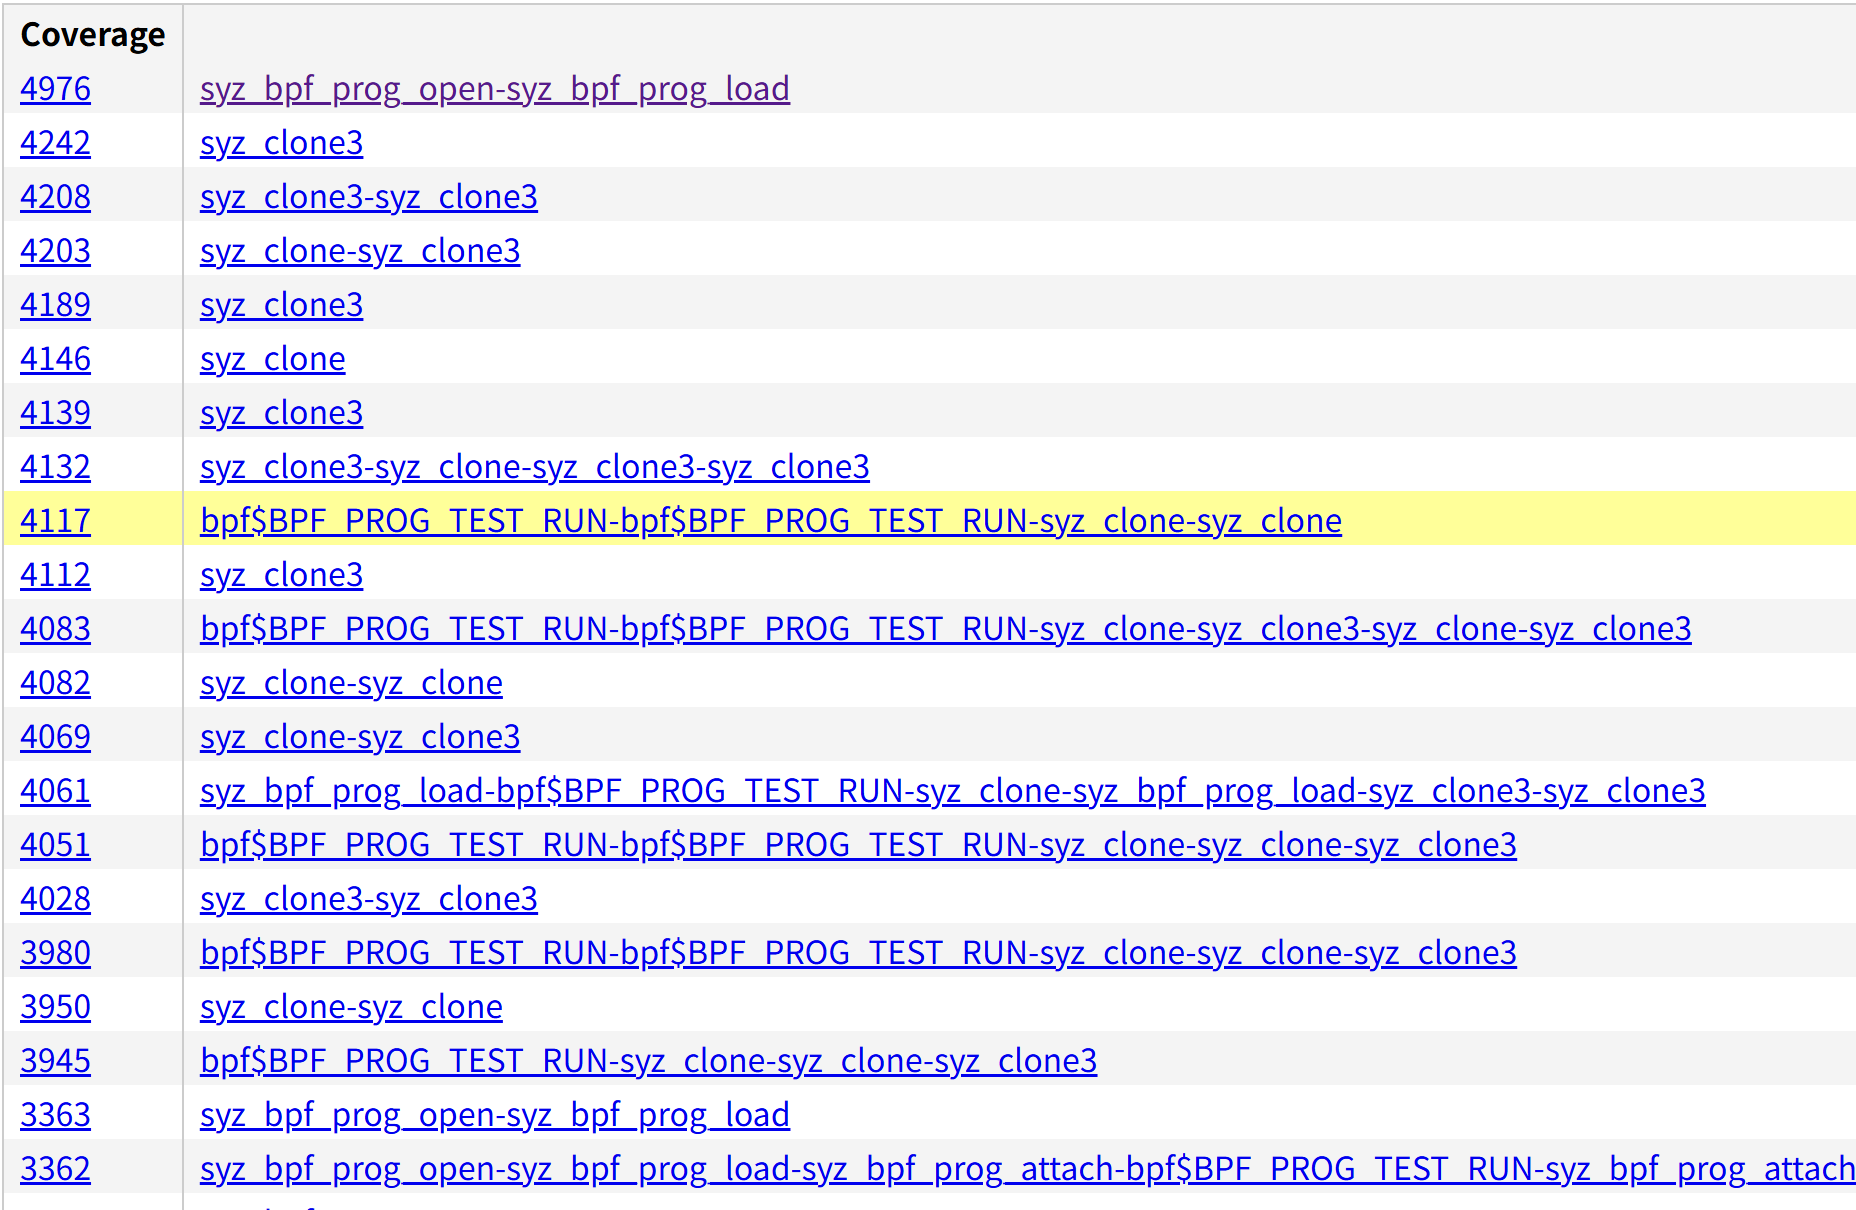 Coverage
4976 syz_bpf_prog_open-syz_bpf_prog_load
4242 syz_clone3
4208 syz_clone3-syz_clone3
4203 syz_clone-syz_clone3
4189 syz_clone3
4146 syz_clone
4139 syz_clone3
4132 syz_clone3-syz_clone-syz_clone3-syz_clone3
4117 bpf$BPF_PROG_TEST_RUN-bpf$BPF_PROG_TEST_RUN-syz_clone-syz_clone
4112 syz_clone3
4083 bpf$BPF_PROG_TEST_RUN-bpf$BPF_PROG_TEST_RUN-syz_clone-syz_clone3-syz_clone-syz_clone3
4082 syz_clone-syz_clone
4069 syz_clone-syz_clone3
4061 syz_bpf_prog_load-bpf$BPF_PROG_TEST_RUN-syz_clone-syz_bpf_prog_load-syz_clone3-syz_clone3
4051 bpf$BPF_PROG_TEST_RUN-bpf$BPF_PROG_TEST_RUN-syz_clone-syz_clone-syz_clone3
4028 syz_clone3-syz_clone3
3980 bpf$BPF_PROG_TEST_RUN-bpf$BPF_PROG_TEST_RUN-syz_clone-syz_clone-syz_clone3
3950 syz_clone-syz_clone
3945 bpf$BPF_PROG_TEST_RUN-syz_clone-syz_clone-syz_clone3
3363 syz_bpf_prog_open-syz_bpf_prog_load
3362 syz_bpf_prog_open-syz_bpf_prog_load-syz_bpf_prog_attach-bpf$BPF_PROG_TEST_RUN-syz_bpf_prog_attach